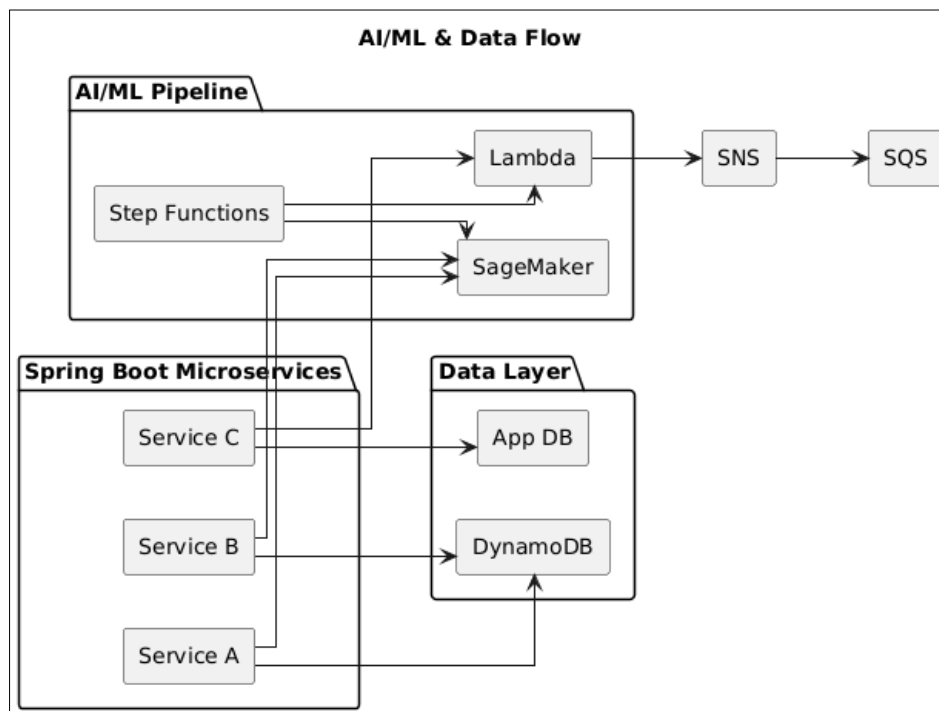 AI/ML & Data Flow
AI/ML Pipeline
Lambda
SNS
SQS
Step Functions
SageMaker
Spring Boot Microservices
Data Layer
Service C
App DB
Service B
DynamoDB
Service A